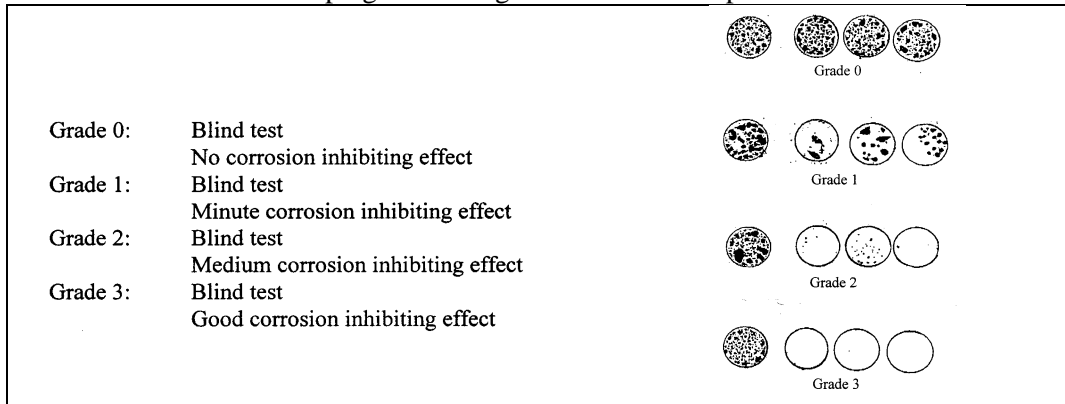 Grade 0: Blind test
No corrosion inhibiting effect
Grade 1: Blind test
Minute corrosion inhibiting effect
Grade 2: Blind test
Medium corrosion inhibiting effect
Grade 3: Blind test
Good corrosion inhibiting effect
Grade 0
Grade 1
Grade 2
Grade 3